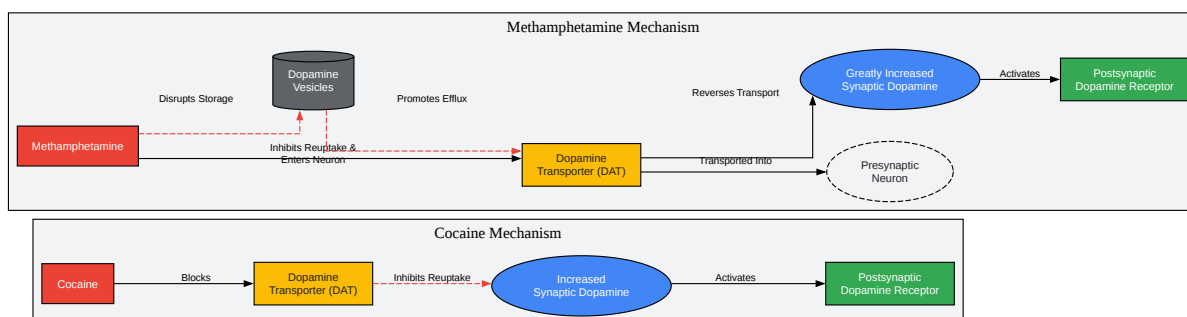 Methamphetamine Mechanism
Dopamine
Vesicles
Greatly Increased
Synaptic Dopamine
Activates
Postsynaptic
Dopamine Receptor
Disrupts Storage
Promotes Efflux
Reverses Transport
Methamphetamine
Inhibits Reuptake &
Enters Neuron
Dopamine
Transporter (DAT)
Transported Into
Presynaptic
Neuron
Cocaine Mechanism
Cocaine
Blocks
Dopamine
Transporter (DAT)
Inhibits Reuptake
Increased
Synaptic Dopamine
Activates
Postsynaptic
Dopamine Receptor